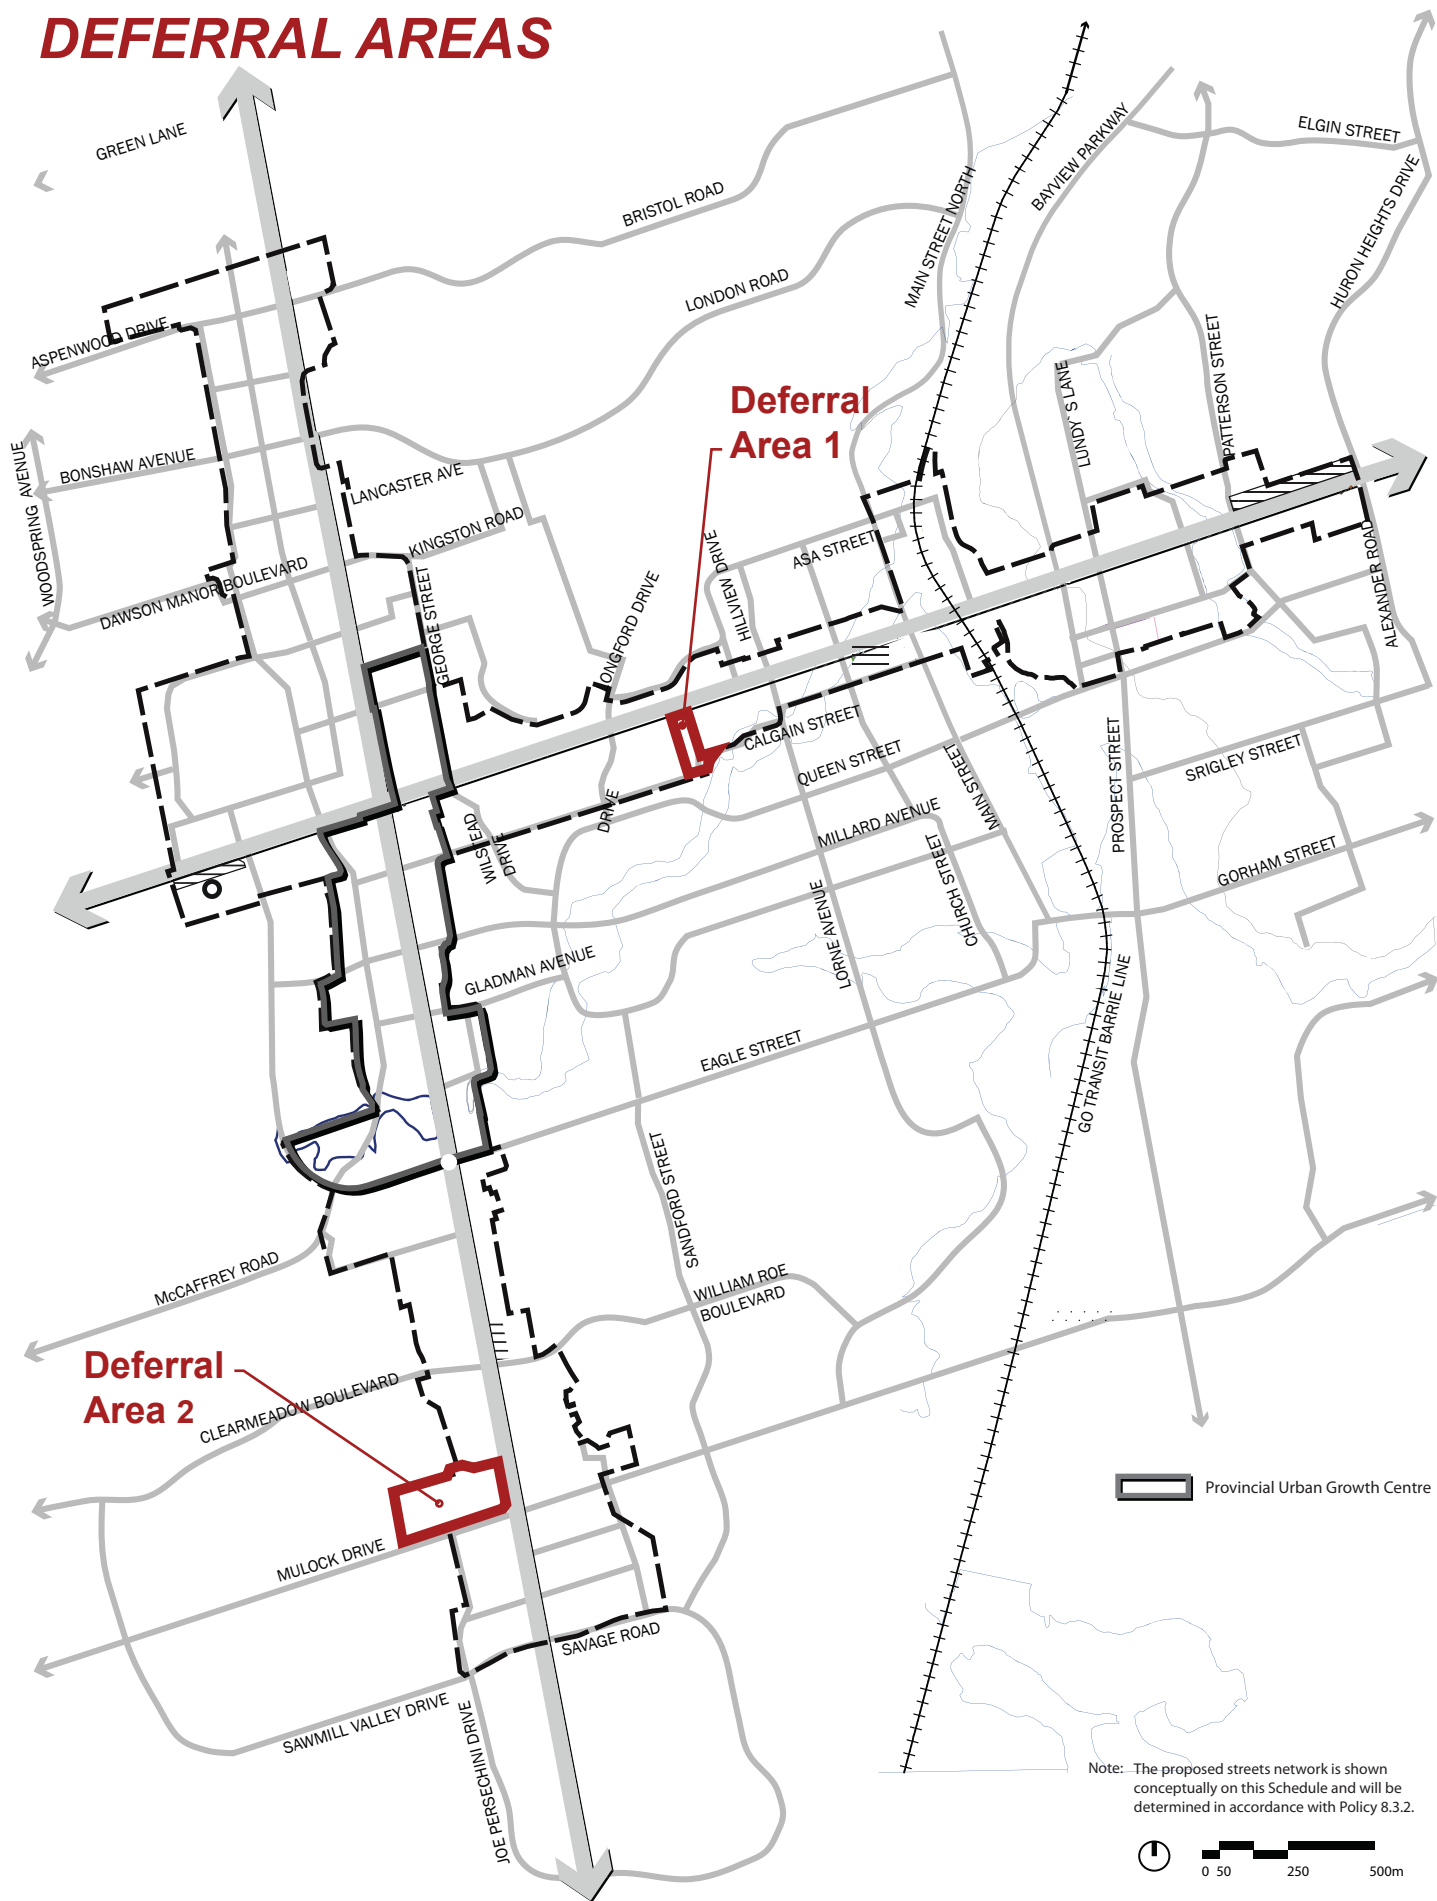 DEFERRAL AREAS
GREEN LANE
ELGIN STREET
BAYVIEW PARKWAY
BRISTOL ROAD
MAIN STREET NORTH
HURON HEIGHTS DRIVE
LONDON ROAD
ASPENWOOD DRIVE
PATTERSON STREET
LUNDY`S LANE
Deferral
Area 1
WOODSPRING AVENUE
BONSHAW AVENUE
LANCASTER AVE
KINGSTON ROAD
HILLVIEW DRIVE
ASA STREET
ALEXANDER ROAD
DAWSON MANOR BOULEVARD
GEORGE STREET
LONGFORD DRIVE
CALGAIN STREET
QUEEN STREET
MAIN STREET
PROSPECT STREET
SRIGLEY STREET
WILSTEAD
DRIVE
DRIVE
MILLARD AVENUE
CHURCH STREET
GORHAM STREET
LORNE AVENUE
GLADMAN AVENUE
GO TRANSIT BARRIE LINE
EAGLE STREET
SANDFORD STREET
McCAFFREY ROAD
WILLIAM ROE
BOULEVARD
Deferral
Area 2
CLEARMEADOW BOULEVARD
Provincial Urban Growth Centre
MULOCK DRIVE
SAVAGE ROAD
SAWMILL VALLEY DRIVE
JOE PERSECHINI DRIVE
Note: The proposed streets network is shown
conceptually on this Schedule and will be
determined in accordance with Policy 8.3.2.
0 50 250 500m